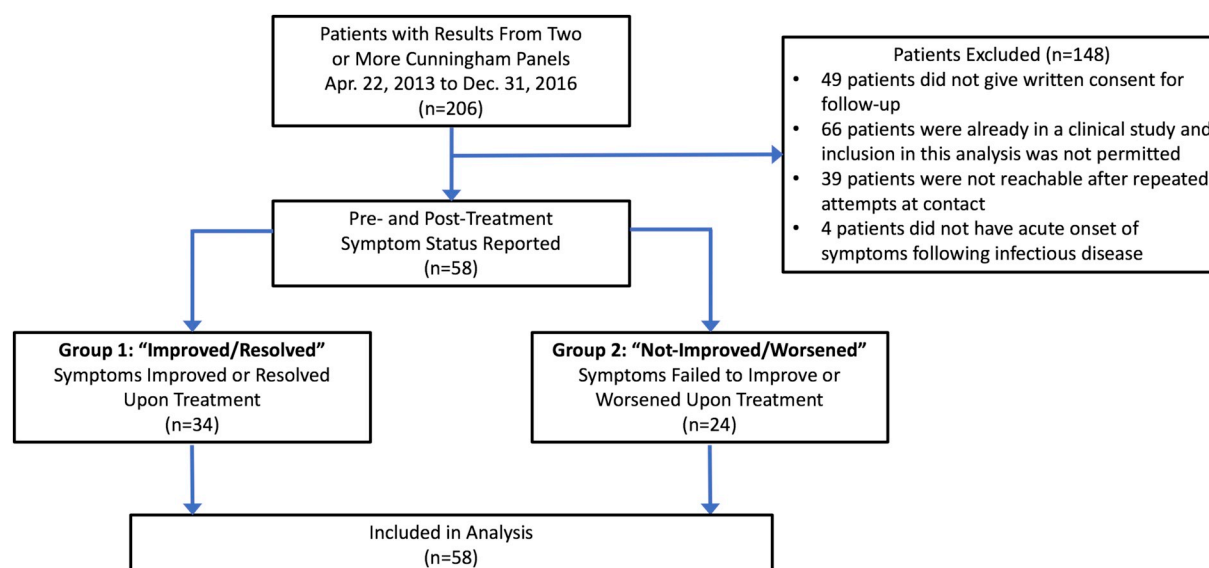 Patients with Results From Two
or More Cunningham Panels
Apr. 22, 2013 to Dec. 31, 2016
(n=206)
Patients Excluded (n=148)
• 49 patients did not give written consent for
follow-up
• 66 patients were already in a clinical study and
inclusion in this analysis was not permitted
• 39 patients were not reachable after repeated
attempts at contact
• 4 patients did not have acute onset of
symptoms following infectious disease
Pre- and Post-Treatment
Symptom Status Reported
(n=58)
Group 1: “Improved/Resolved”
Symptoms Improved or Resolved
Upon Treatment
(n=34)
Group 2: “Not-Improved/Worsened”
Symptoms Failed to Improve or
Worsened Upon Treatment
(n=24)
Included in Analysis
(n=58)